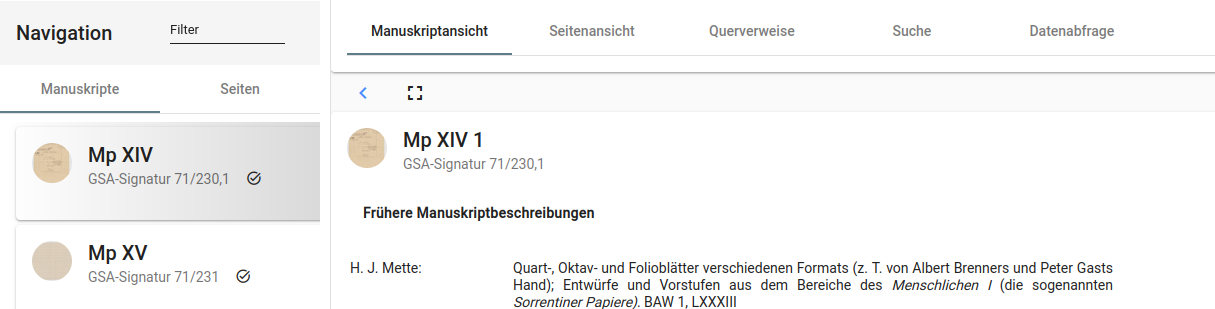 Navigation
Filter
Manuskripte
Seiten
Mp XIV
GSA-Signatur 71/230,1
Mp XV
GSA-Signatur 71/231
Manuskriptansicht
Seitenansicht
Querverweise
Suche
Datenabfrage
Mp XIV 1
GSA-Signatur 71/230,1
Frühere Manuskriptbeschreibungen
H. J. Mette:
Quart-, Oktav- und Folioblätter verschiedenen Formats (z. T. von Albert Brenners und Peter Gasts
Hand); Entwürfe und Vorstufen aus dem Bereiche des Menschlichen I (die sogenannten
Sorrentiner Papiere). BAW 1, LXXXIII